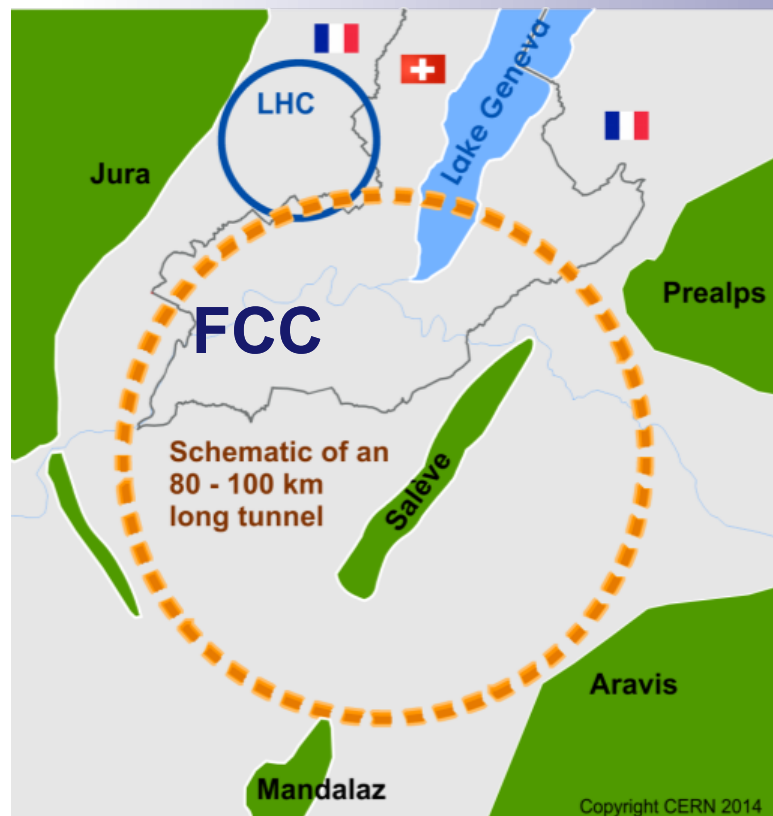 LHC
Lake Geneva
Jura
Prealps
FCC
Schematic of an
80 - 100 km
long tunnel
Salève
Aravis
Mandalaz
Copyright CERN 2014